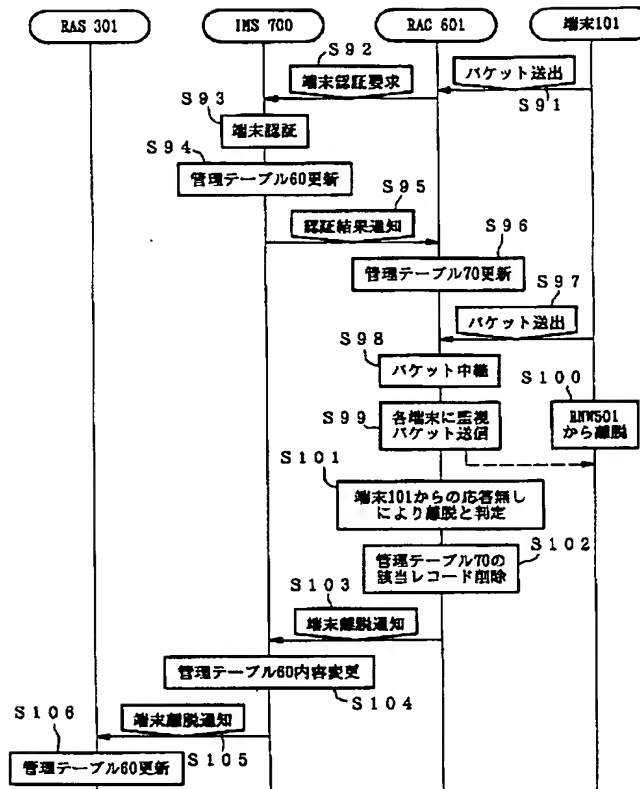 RAS 301
IMS 700
RAC 601
端末101
S92
端末認証要求
パケット送出
S91
S93
端末認証
S94
管理テーブル60更新
S95
認証結果通知
S96
管理テーブル70更新
S97
パケット送出
S98
パケット中継
S100
S99
各端末に監視
パケット送信
RNW501
から離脱
S101
端末101からの応答無し
により離脱と判定
管理テーブル70の
該当レコード削除
S102
S103
端末離脱通知
管理テーブル60内容変更
S104
S106
端末離脱通知
S105
管理テーブル60更新